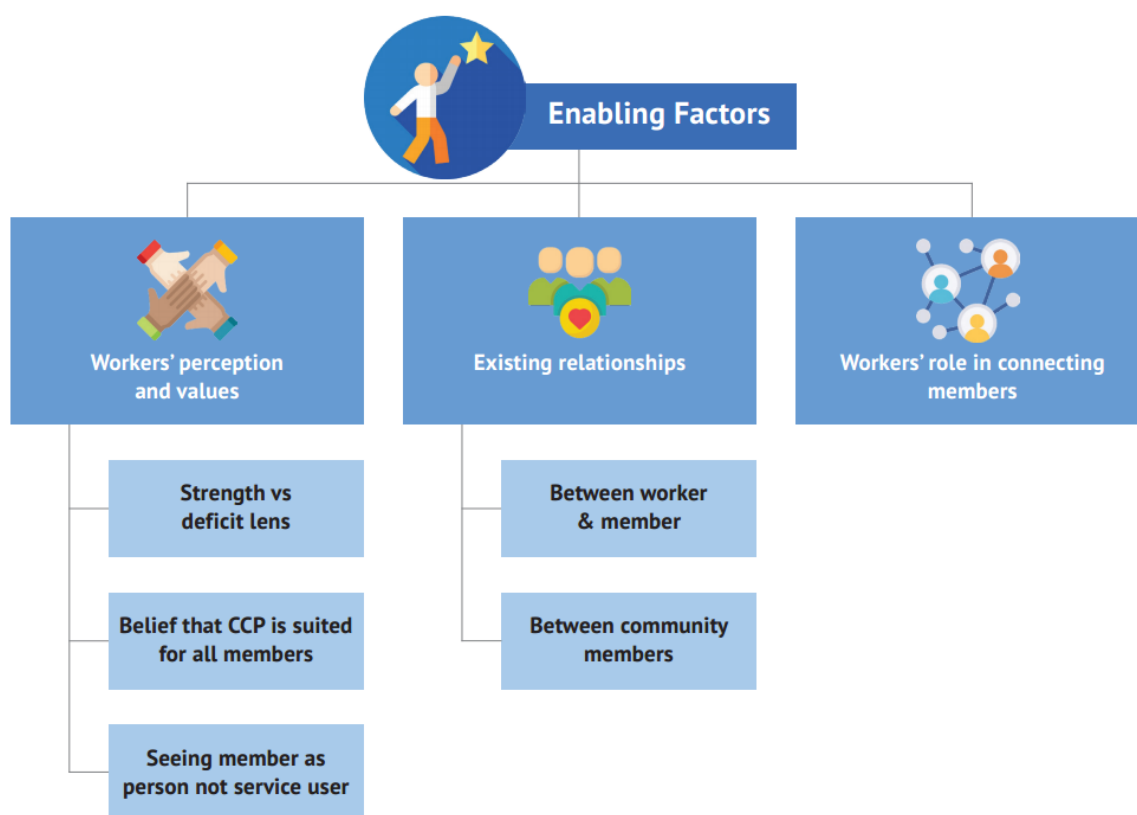 Enabling Factors
Workers’ perception
and values
Existing relationships
Workers’ role in connecting
members
Strength vs
deficit lens
Belief that CCP is suited
for all members
Seeing member as
person not service user
Between worker
& member
Between community
members